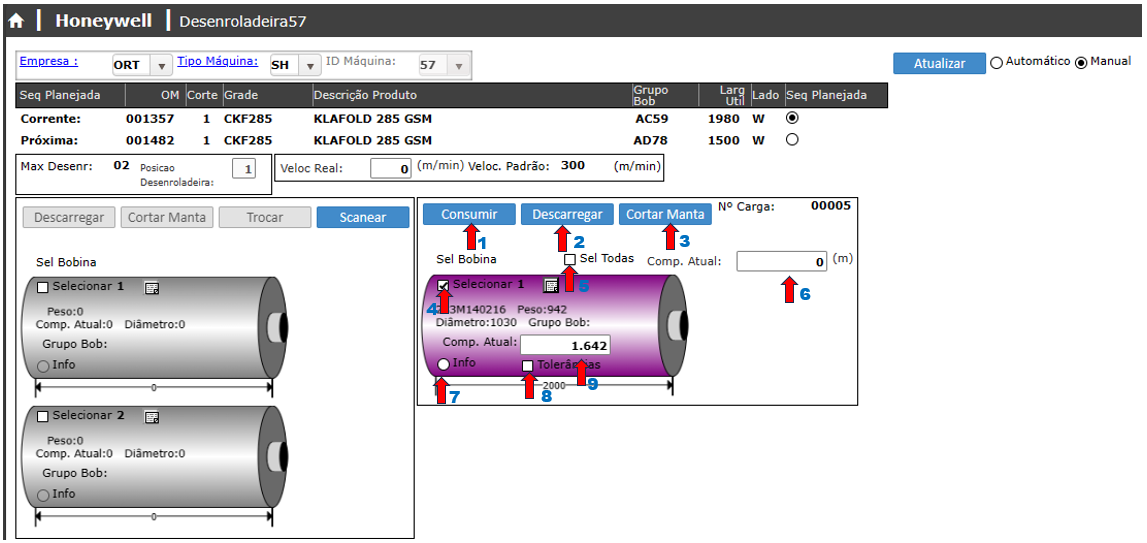 Honeywell Desenroladeira57
Empresa : ORT Tipo Máquina: SH ID Máquina: 57 Atualizar Automático Manual
Seq Planejada OM Corte Grade Descrição Produto Grupo Bob Larg Util Lado Seq Planejada
Corrente: 001357 1 CKF285 KLAFOLD 285 GSM AC59 1980 W
Próxima: 001482 1 CKF285 KLAFOLD 285 GSM AD78 1500 W
Max Desenr: 02 Posicao Desenroladeira: 1 Veloc Real: 0 (m/min) Veloc. Padrão: 300 (m/min)
Descarregar Cortar Manta Trocar Scanear
Sel Bobina
Selecionar 1
Peso:0
Comp. Atual:0 Diâmetro:0
Grupo Bob:
Info
0
Selecionar 2
Peso:0
Comp. Atual:0 Diâmetro:0
Grupo Bob:
Info
0
Consumir Descarregar Cortar Manta Nº Carga: 00005
1 2 3
Sel Bobina Sel Todas Comp. Atual: 0 (m)
5 6
Selecionar 1
4
3M140216 Peso:942
Diâmetro:1030 Grupo Bob:
Comp. Atual: 1.642
Info Tolerâncias
2000
7 8 9